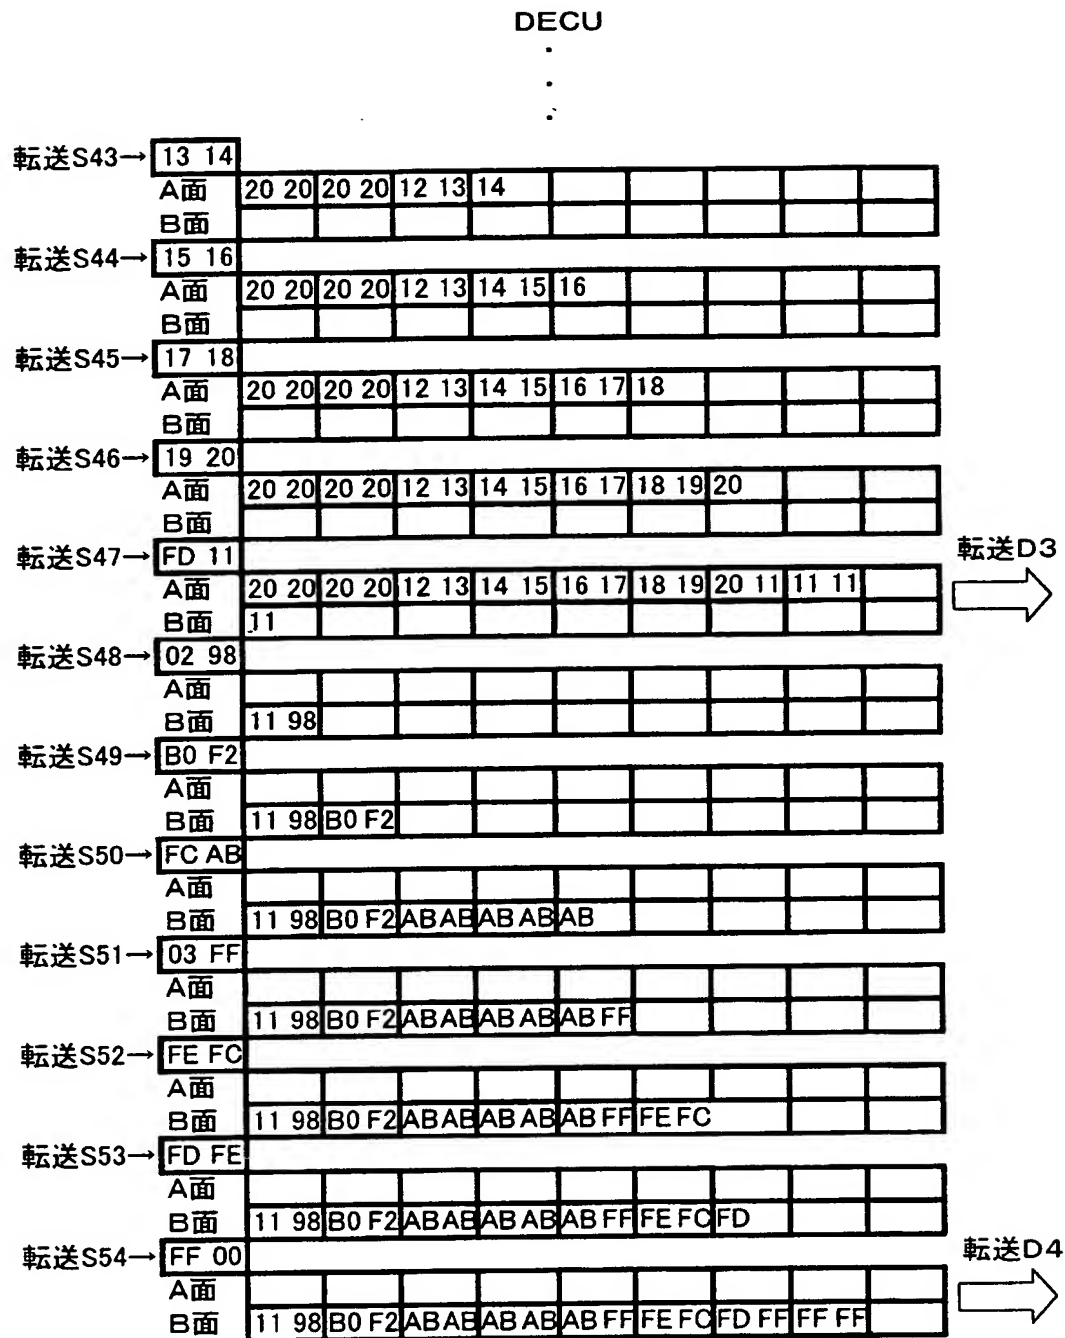 DECU
転送S43→ 13 14
A面 20 20 20 20 12 13 14
B面
転送S44→ 15 16
A面 20 20 20 20 12 13 14 15 16
B面
転送S45→ 17 18
A面 20 20 20 20 12 13 14 15 16 17 18
B面
転送S46→ 19 20
A面 20 20 20 20 12 13 14 15 16 17 18 19 20
B面
転送S47→ FD 11
転送D3
A面 20 20 20 20 12 13 14 15 16 17 18 19 20 11 11 11
B面 11
転送S48→ 02 98
A面
B面 11 98
転送S49→ B0 F2
A面
B面 11 98 B0 F2
転送S50→ FC AB
A面
B面 11 98 B0 F2 AB AB AB AB AB
転送S51→ 03 FF
A面
B面 11 98 B0 F2 AB AB AB AB AB FF
転送S52→ FE FC
A面
B面 11 98 B0 F2 AB AB AB AB AB FF FE FC
転送S53→ FD FE
A面
B面 11 98 B0 F2 AB AB AB AB AB FF FE FC FD
転送S54→ FF 00
転送D4
A面
B面 11 98 B0 F2 AB AB AB AB AB FF FE FC FD FF FF FF